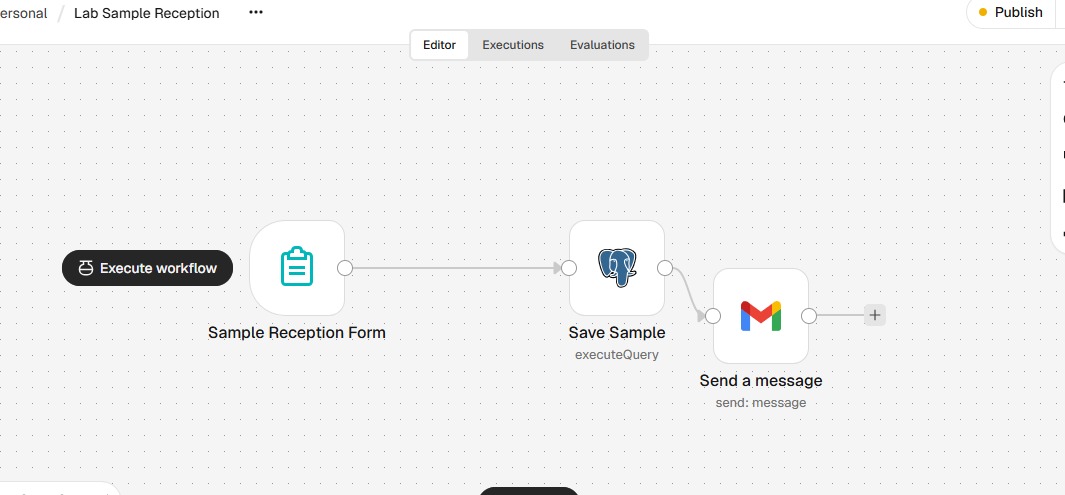 ersonal / Lab Sample Reception ...
Publish
Editor Executions Evaluations
Execute workflow
Sample Reception Form
Save Sample
executeQuery
Send a message
send: message